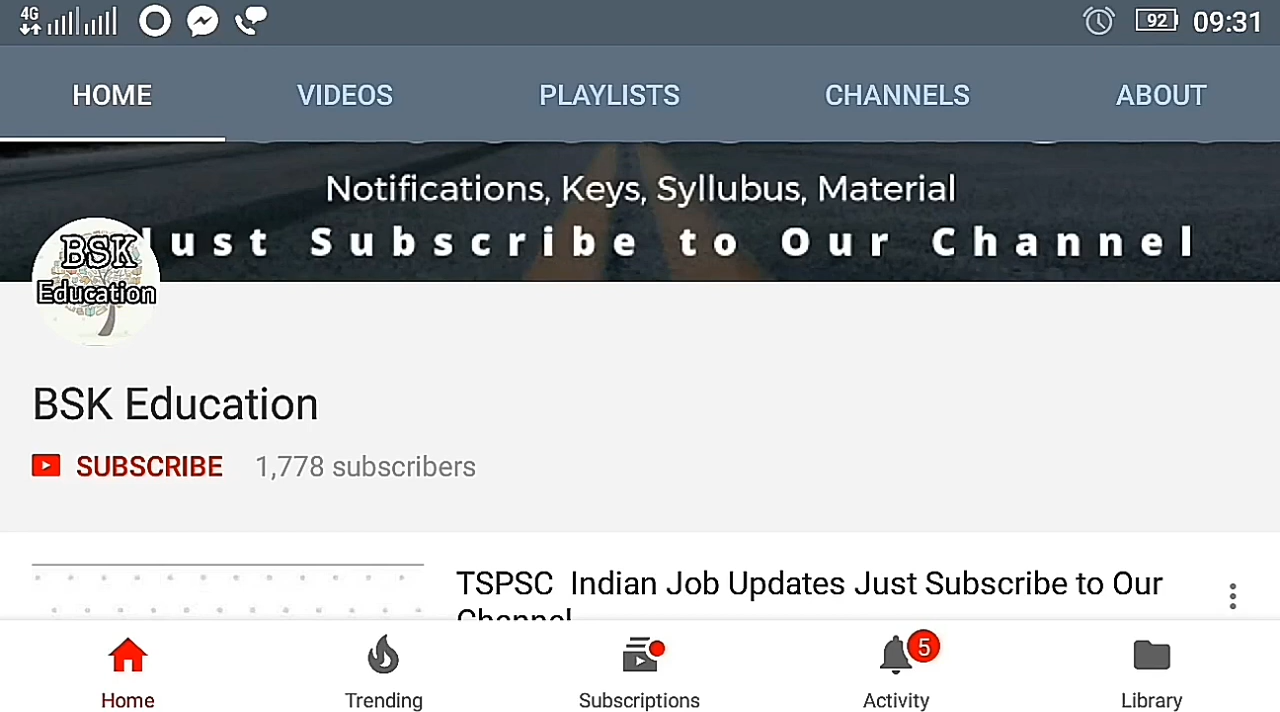 4G 92 09:31
HOME VIDEOS PLAYLISTS CHANNELS ABOUT
Notifications, Keys, Syllubus, Material
Just Subscribe to Our Channel
BSK
Education
BSK Education
SUBSCRIBE 1,778 subscribers
TSPSC Indian Job Updates Just Subscribe to Our
Channel
5
Home Trending Subscriptions Activity Library